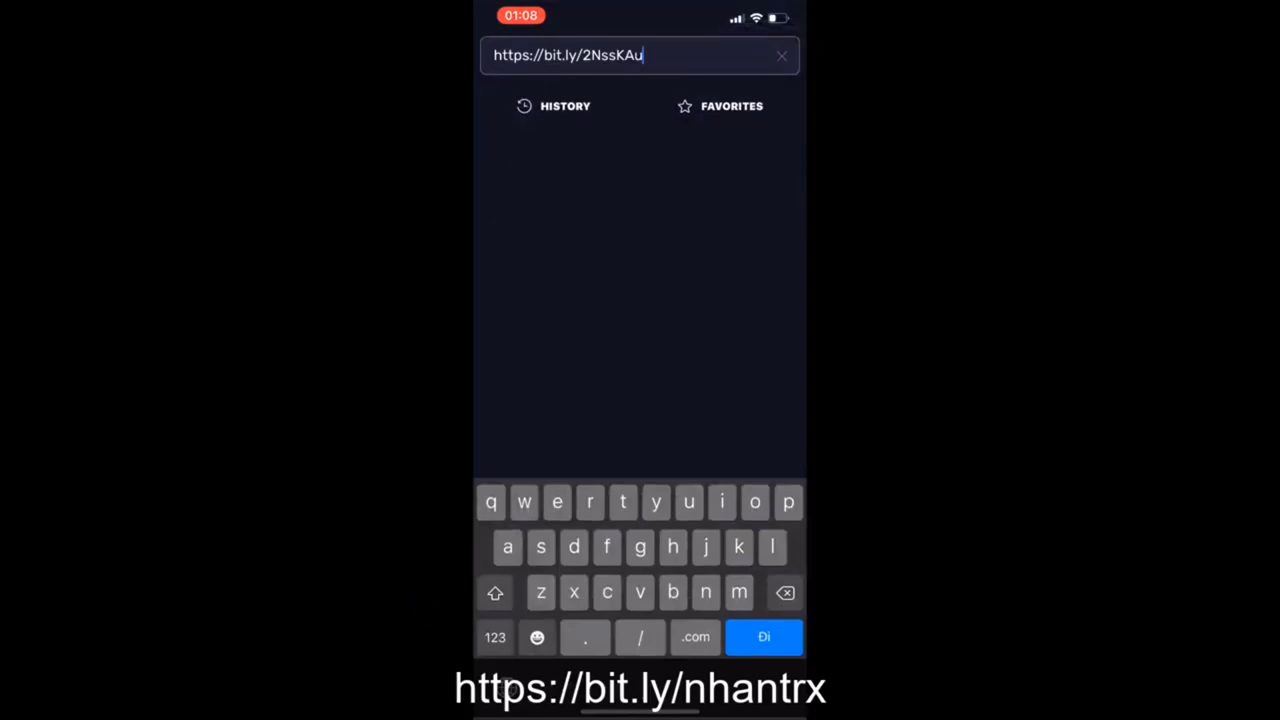 01:08
https://bit.ly/2NssKAu
HISTORY FAVORITES
q w e r t y u i o p
a s d f g h j k l
z x c v b n m
123 . / .com Đi
https://bit.ly/nhantrx